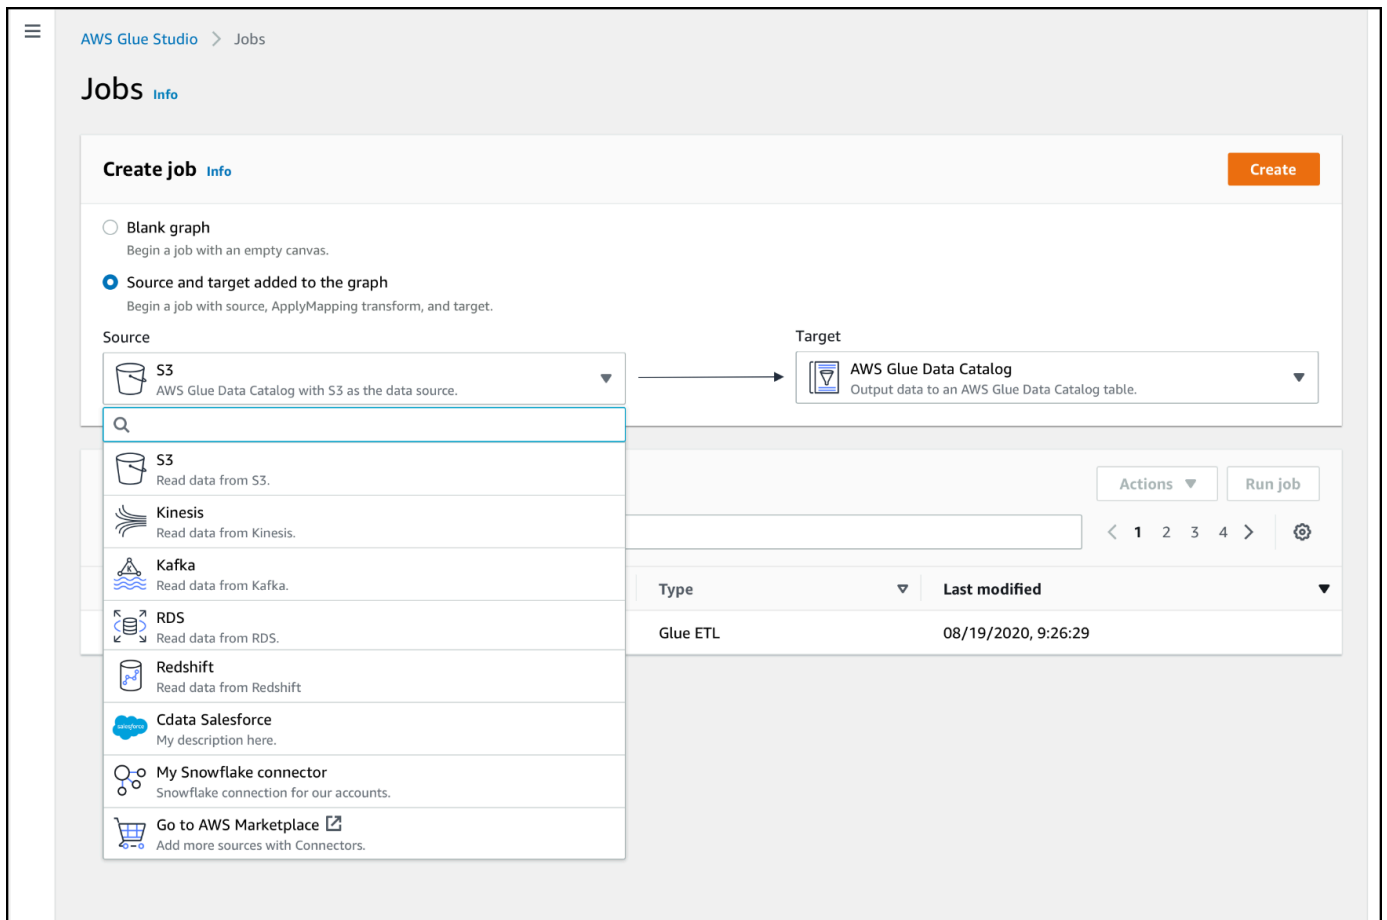 AWS Glue Studio > Jobs
Jobs Info
Create job Info
Create
Blank graph
Begin a job with an empty canvas.
Source and target added to the graph
Begin a job with source, ApplyMapping transform, and target.
Source
Target
S3
AWS Glue Data Catalog with S3 as the data source.
AWS Glue Data Catalog
Output data to an AWS Glue Data Catalog table.
S3
Read data from S3.
Actions
Run job
Kinesis
Read data from Kinesis.
1 2 3 4
Kafka
Read data from Kafka.
Type
Last modified
RDS
Read data from RDS.
Glue ETL
08/19/2020, 9:26:29
Redshift
Read data from Redshift
salesforce
Cdata Salesforce
My description here.
My Snowflake connector
Snowflake connection for our accounts.
Go to AWS Marketplace
Add more sources with Connectors.